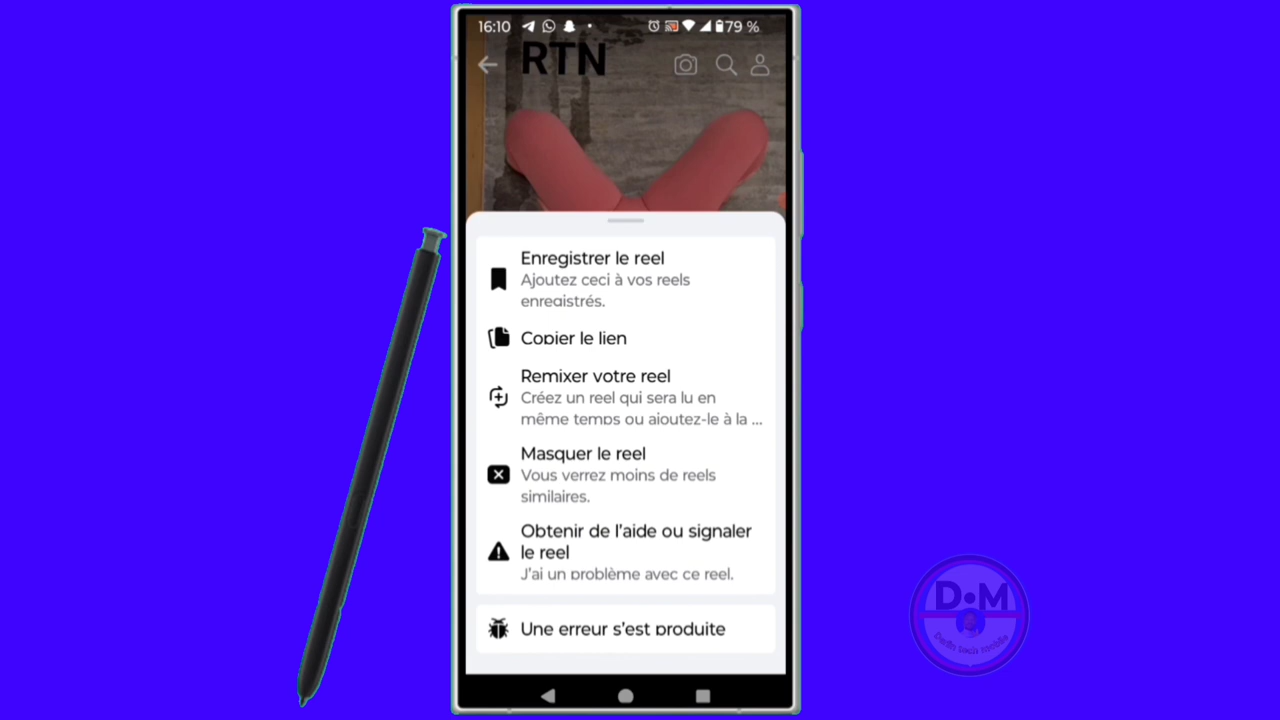 16:10
79 %
RTN
Enregistrer le reel
Ajoutez ceci à vos reels
enregistrés.
Copier le lien
Remixer votre reel
Créez un reel qui sera lu en
même temps ou ajoutez-le à la ...
Masquer le reel
Vous verrez moins de reels
similaires.
Obtenir de l'aide ou signaler
le reel
J'ai un problème avec ce reel.
Une erreur s'est produite
D•M
tech mobile